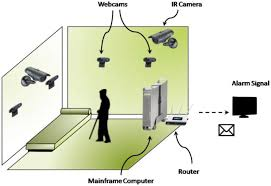 Webcams
IR Camera
Alarm Signal
Router
Mainframe Computer